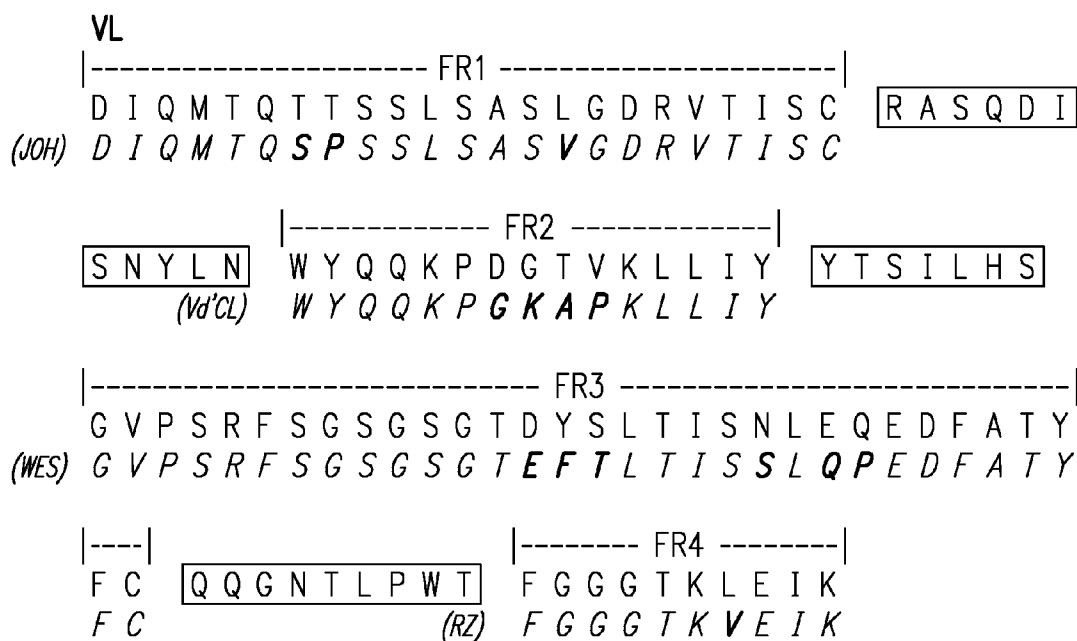 VL
|--------------------- FR1 ---------------------|
D I Q M T Q T T S S L S A S L G D R V T I S C R A S Q D I
(JOH) D I Q M T Q S P S S L S A S V G D R V T I S C
|------------- FR2 -------------|
S N Y L N W Y Q Q K P D G T V K L L I Y Y T S I L H S
(Vd'CL) W Y Q Q K P G K A P K L L I Y
|---------------------------- FR3 ----------------------------|
G V P S R F S G S G S G T D Y S L T I S N L E Q E D F A T Y
(WES) G V P S R F S G S G S G T E F T L T I S S L Q P E D F A T Y
|----| |------- FR4 -------|
F C Q Q G N T L P W T F G G G T K L E I K
F C (RZ) F G G G T K V E I K